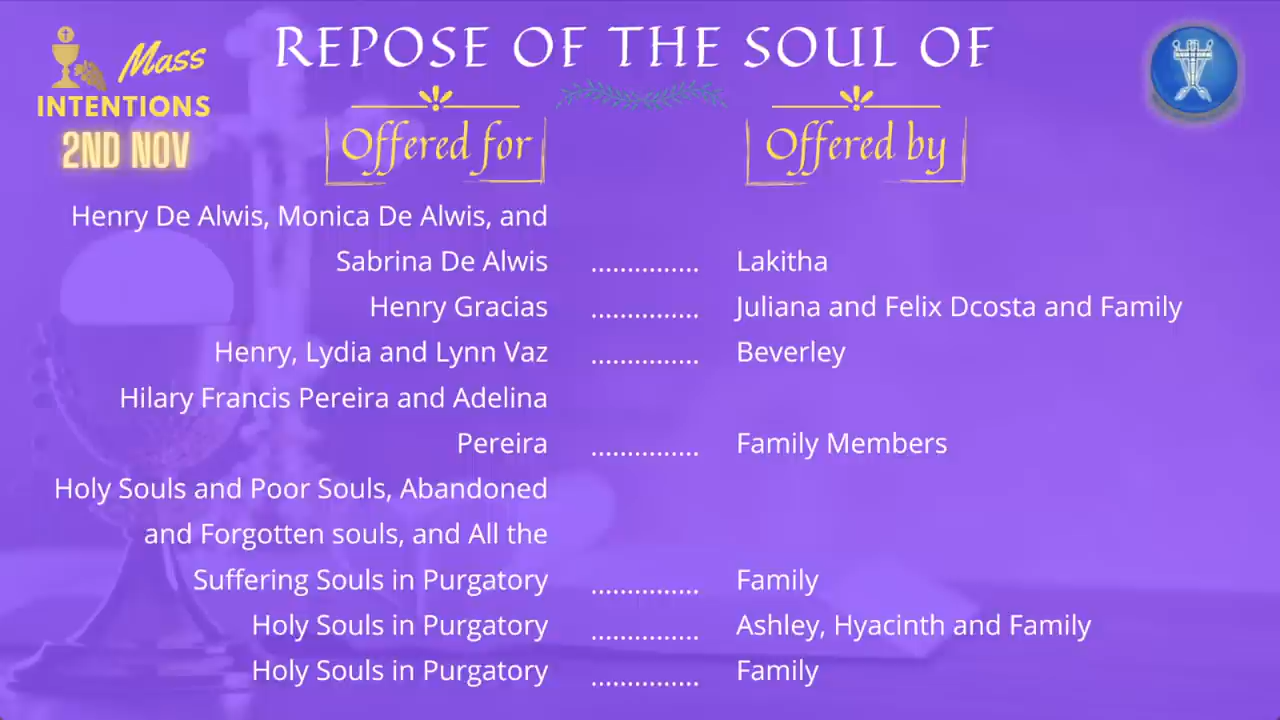 Mass
INTENTIONS
2ND NOV
REPOSE OF THE SOUL OF
Offered for
Offered by
Henry De Alwis, Monica De Alwis, and
Sabrina De Alwis ............... Lakitha
Henry Gracias ............... Juliana and Felix Dcosta and Family
Henry, Lydia and Lynn Vaz ............... Beverley
Hilary Francis Pereira and Adelina
Pereira ............... Family Members
Holy Souls and Poor Souls, Abandoned
and Forgotten souls, and All the
Suffering Souls in Purgatory ............... Family
Holy Souls in Purgatory ............... Ashley, Hyacinth and Family
Holy Souls in Purgatory ............... Family